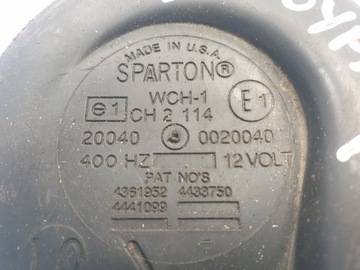 MADE IN U.S.A.
SPARTON®
WCH-1
e 1 CH 2 114 E1
20040 0020040
400 HZ 12 VOLT
PAT NO'S
4361952 4433750
4441099